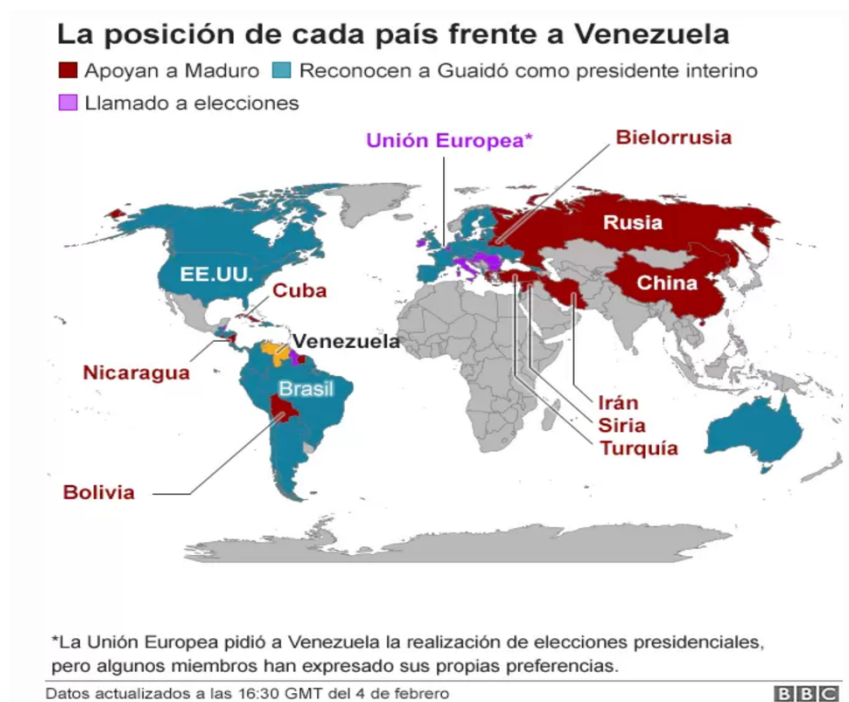 La posición de cada país frente a Venezuela
Apoyan a Maduro
Reconocen a Guaidó como presidente interino
Llamado a elecciones
Unión Europea*
Bielorrusia
Rusia
EE.UU.
China
Cuba
Venezuela
Nicaragua
Brasil
Irán
Siria
Turquía
Bolivia
*La Unión Europea pidió a Venezuela la realización de elecciones presidenciales,
pero algunos miembros han expresado sus propias preferencias.
Datos actualizados a las 16:30 GMT del 4 de febrero
BBC